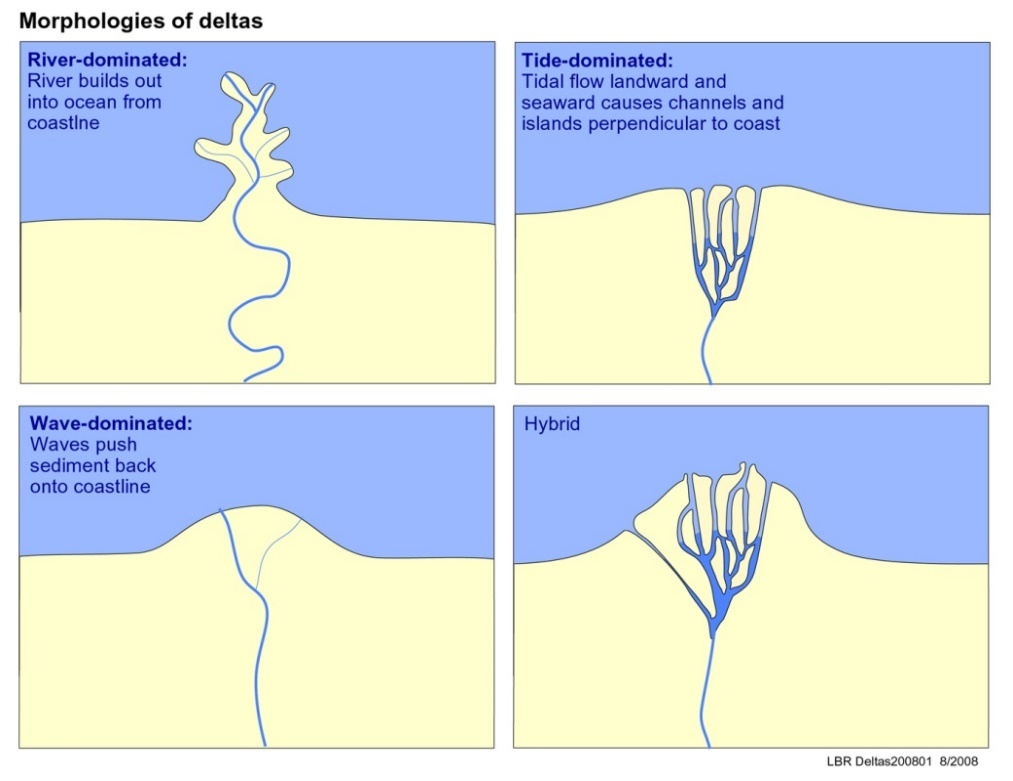 Morphologies of deltas
River-dominated:
River builds out
into ocean from
coastlne
Tide-dominated:
Tidal flow landward and
seaward causes channels and
islands perpendicular to coast
Wave-dominated:
Waves push
sediment back
onto coastline
Hybrid
LBR Deltas200801 8/2008